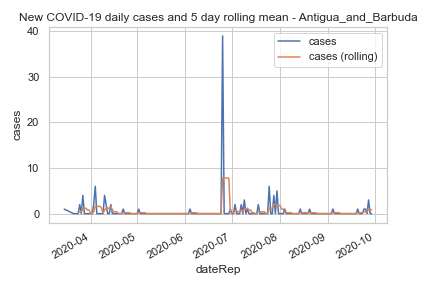 New COVID-19 daily cases and 5 day rolling mean - Antigua_and_Barbuda
cases
cases (rolling)
40
30
20
10
0
cases
2020-04
2020-05
2020-06
2020-07
2020-08
2020-09
2020-10
dateRep